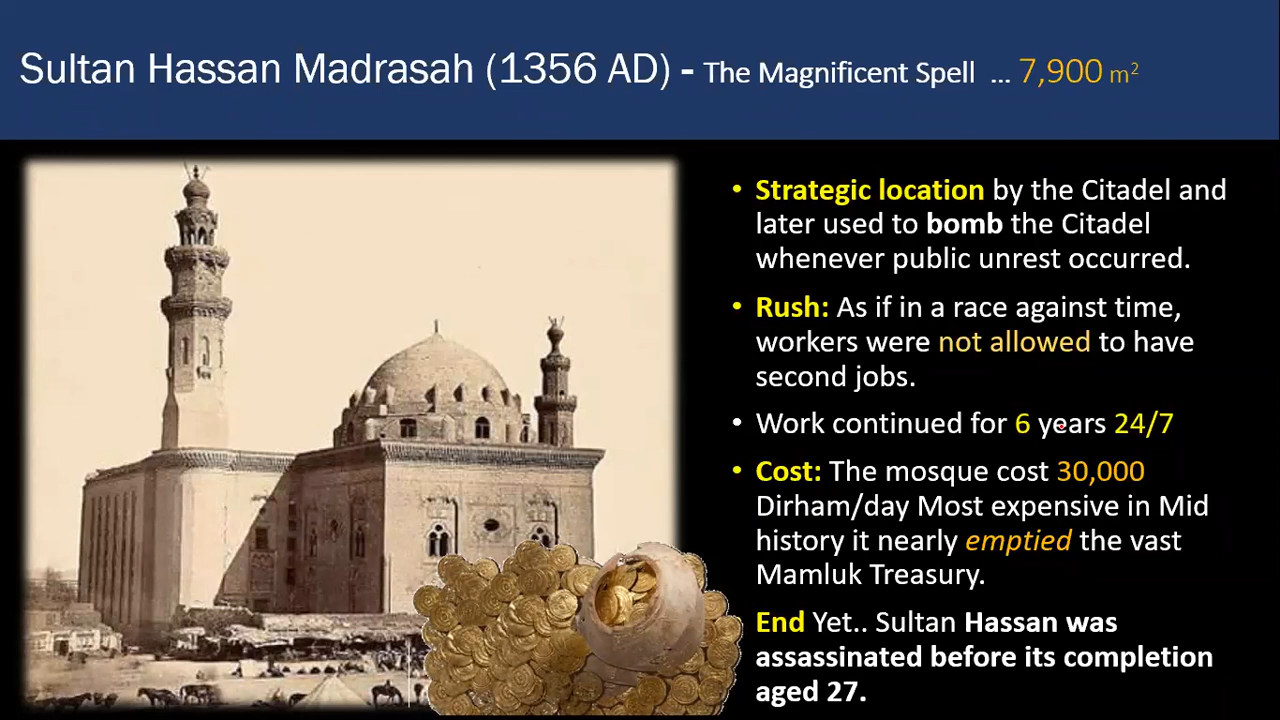 Sultan Hassan Madrasah (1356 AD) - The Magnificent Spell ... 7,900 m²
• Strategic location by the Citadel and
later used to bomb the Citadel
whenever public unrest occurred.
• Rush: As if in a race against time,
workers were not allowed to have
second jobs.
• Work continued for 6 years 24/7
• Cost: The mosque cost 30,000
Dirham/day Most expensive in Mid
history it nearly emptied the vast
Mamluk Treasury.
End Yet.. Sultan Hassan was
assassinated before its completion
aged 27.